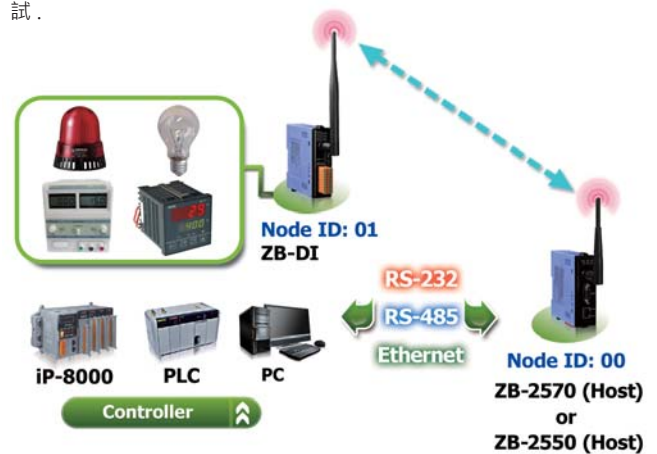 試 .
Node ID: 01
ZB-DI
RS-232
RS-485
Ethernet
iP-8000
PLC
PC
Controller
Node ID: 00
ZB-2570 (Host)
or
ZB-2550 (Host)